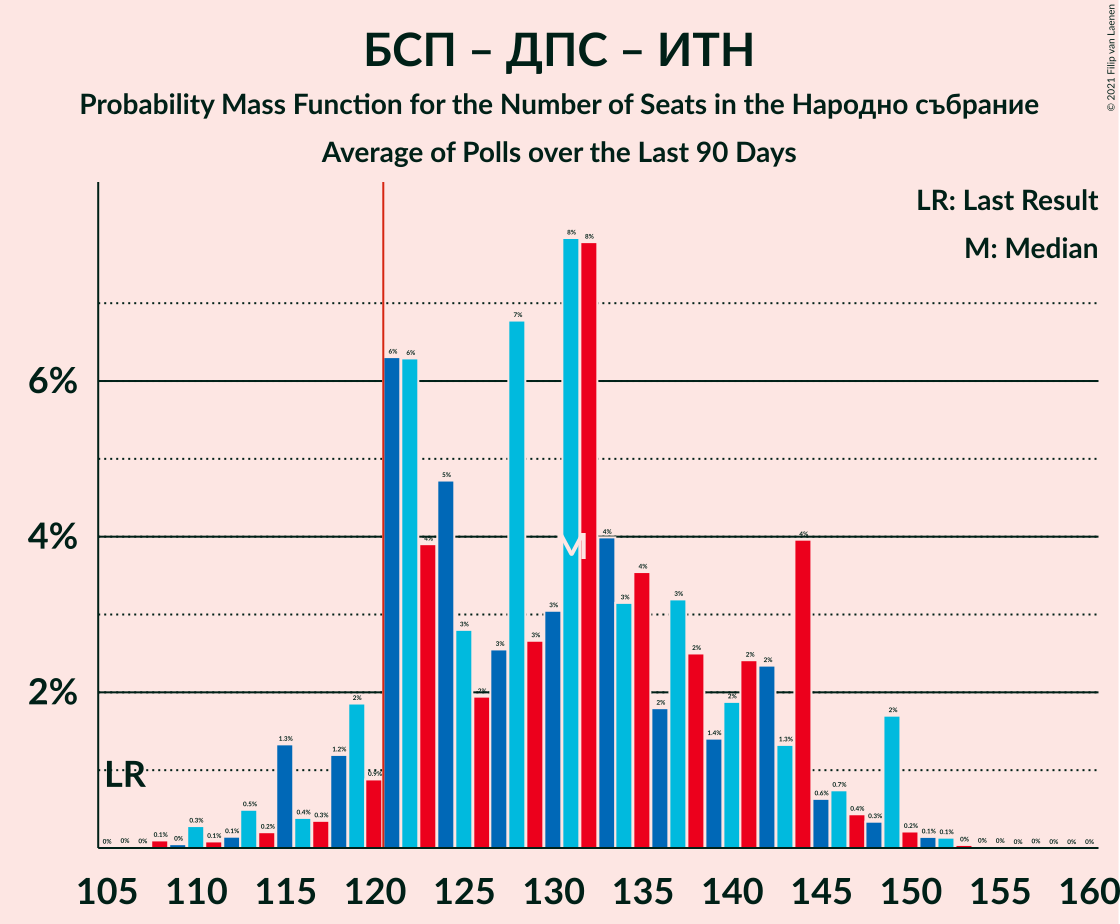 БСП – ДПС – ИТН
Probability Mass Function for the Number of Seats in the Народно събрание
Average of Polls over the Last 90 Days
© 2021 Filip van Laenen
LR: Last Result
M: Median
6%
4%
2%
LR
M
0% 0% 0% 0.1% 0% 0.3% 0.1% 0.1% 0.5% 0.2% 1.3% 0.4% 0.3% 1.2% 2% 0.9% 6% 6% 4% 5% 3% 2% 3% 7% 3% 3% 8% 8% 4% 3% 4% 2% 3% 2% 1.4% 2% 2% 2% 1.3% 4% 0.6% 0.7% 0.4% 0.3% 2% 0.2% 0.1% 0.1% 0% 0% 0% 0% 0% 0% 0% 0%
105 110 115 120 125 130 135 140 145 150 155 160